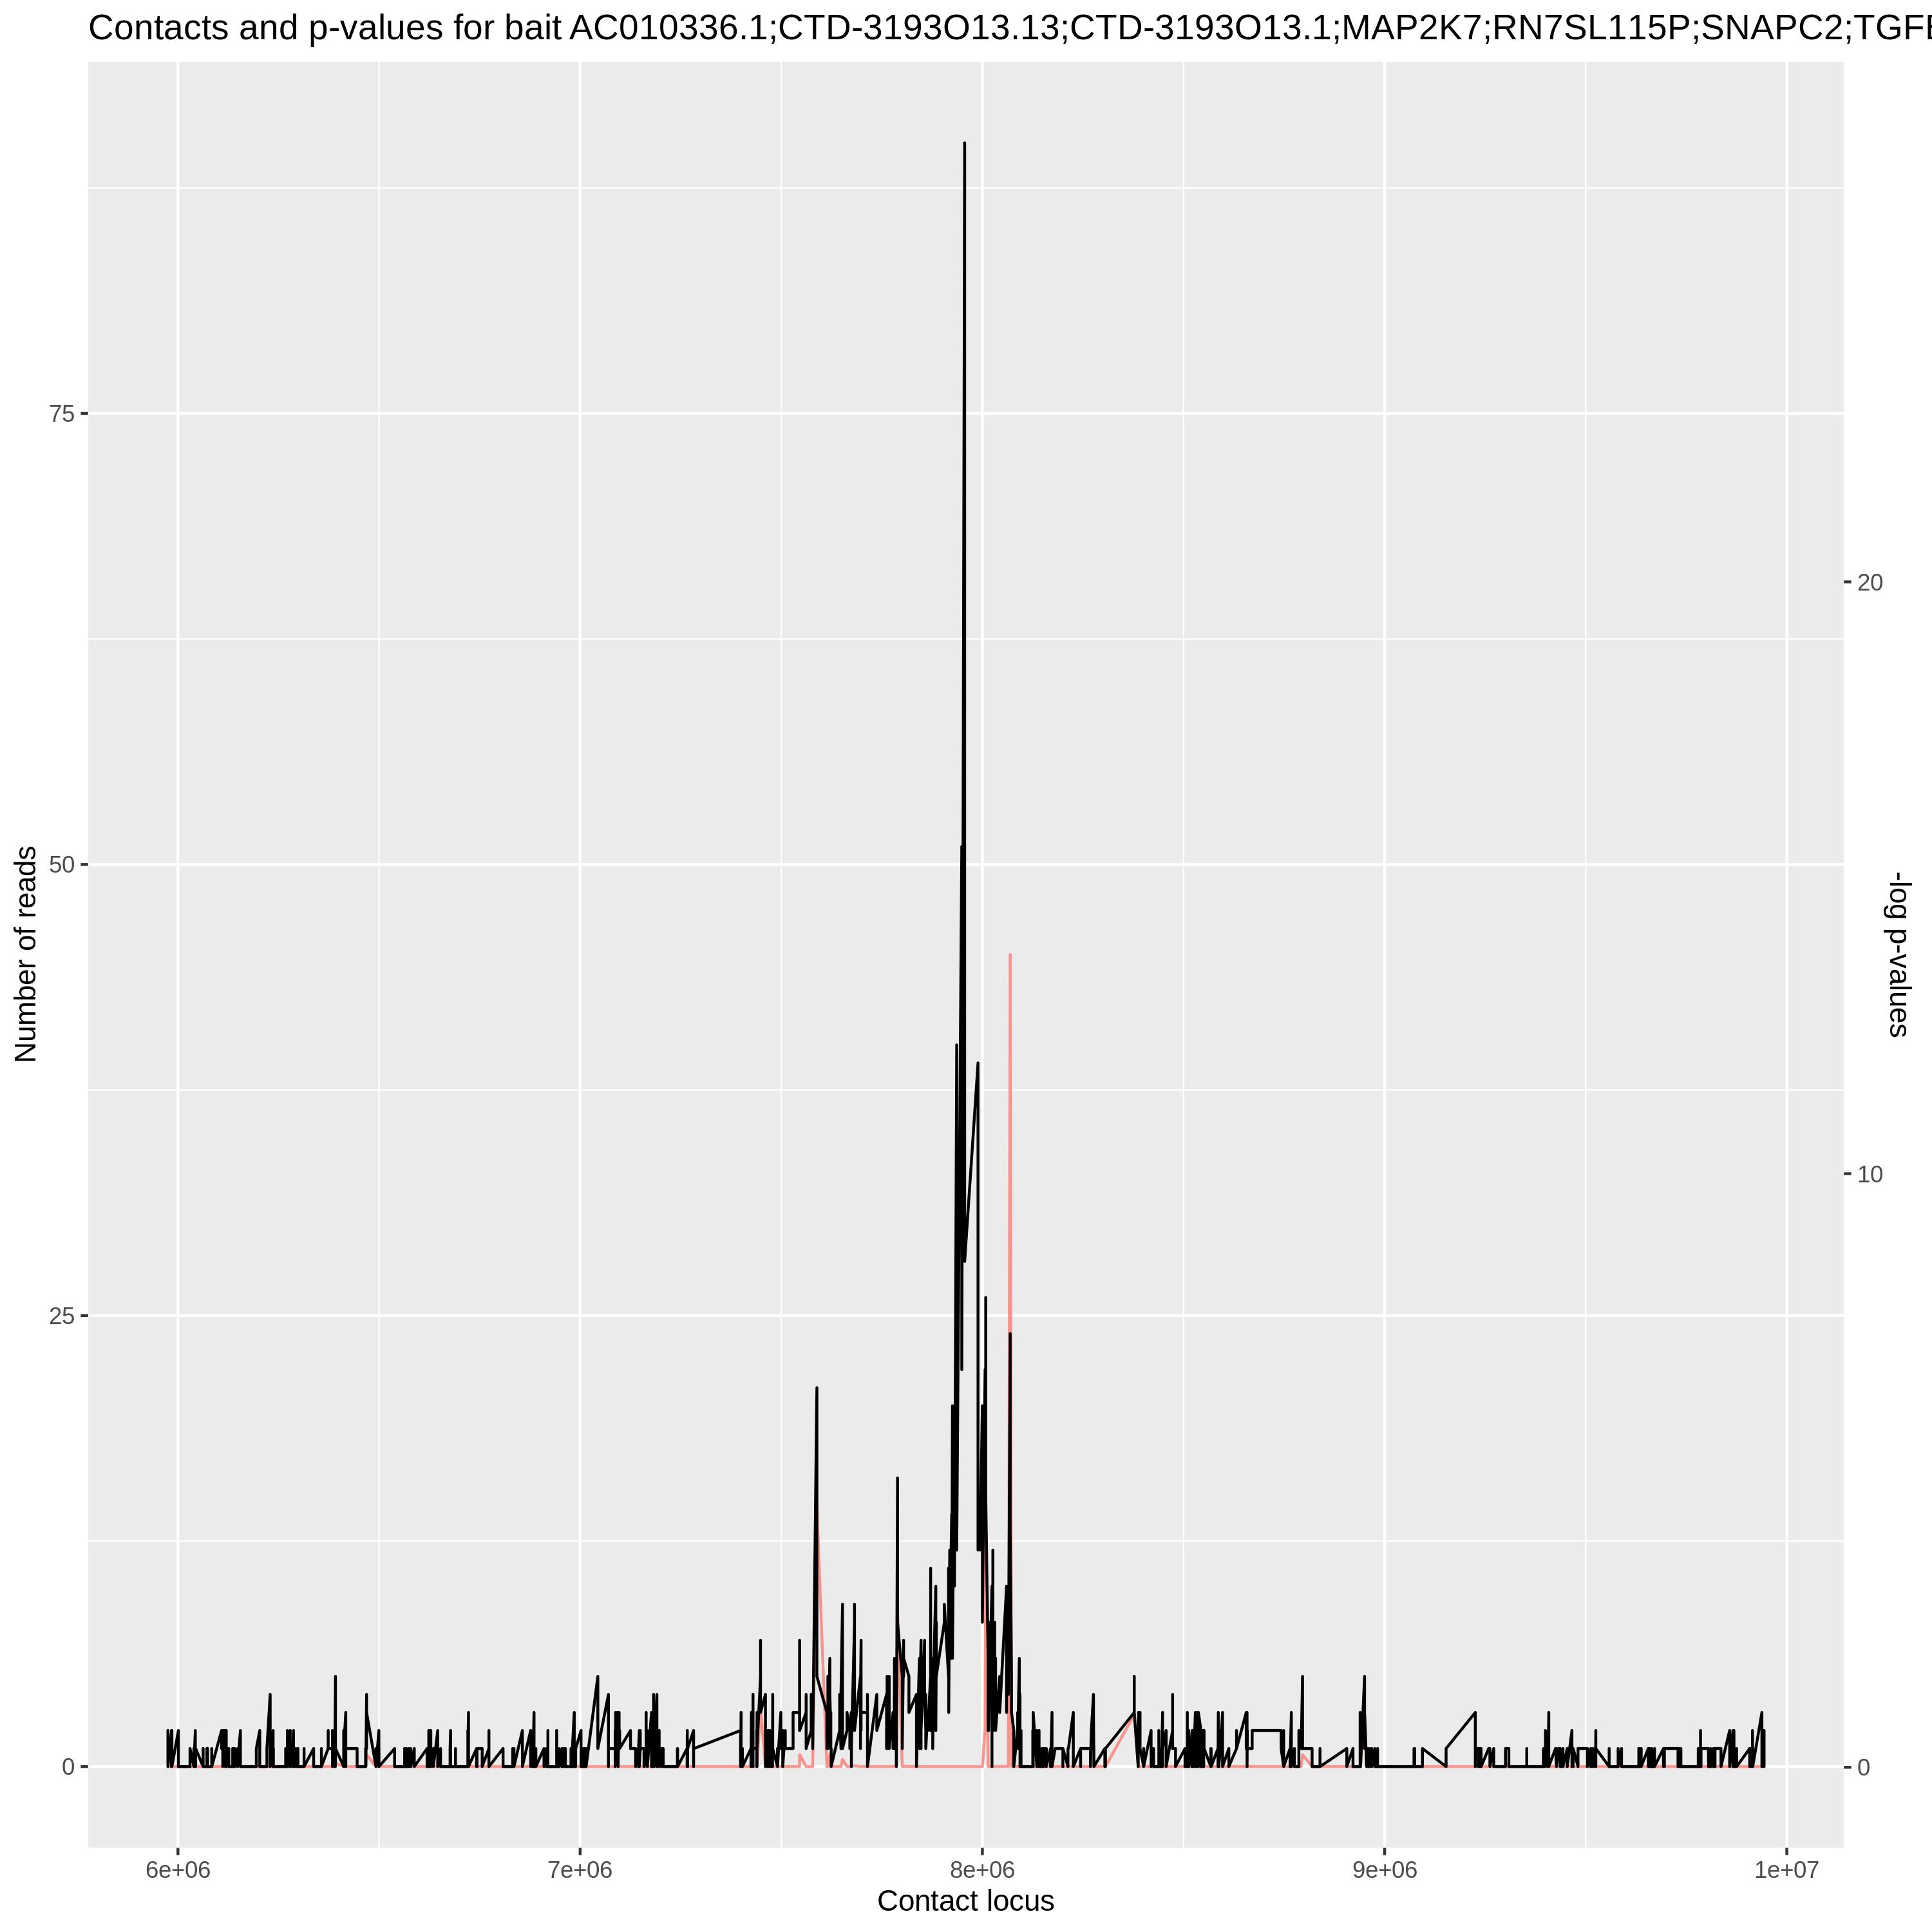 Contacts and p-values for bait AC010336.1;CTD-3193O13.13;CTD-3193O13.1;MAP2K7;RN7SL115P;SNAPC2;TGF
75
50
25
0
Number of reads
20
10
0
-log p-values
6e+06 7e+06 8e+06 9e+06 1e+07
Contact locus